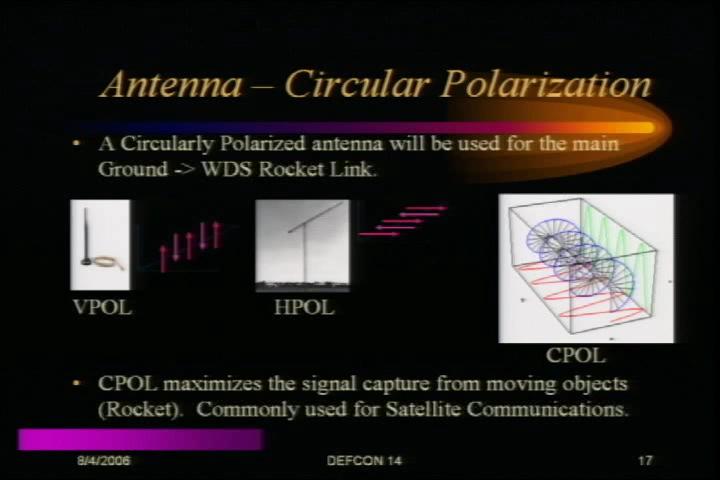 Antenna – Circular Polarization
• A Circularly Polarized antenna will be used for the main
Ground -> WDS Rocket Link.
VPOL
HPOL
CPOL
• CPOL maximizes the signal capture from moving objects
(Rocket).  Commonly used for Satellite Communications.
8/4/2006
DEFCON 14
17